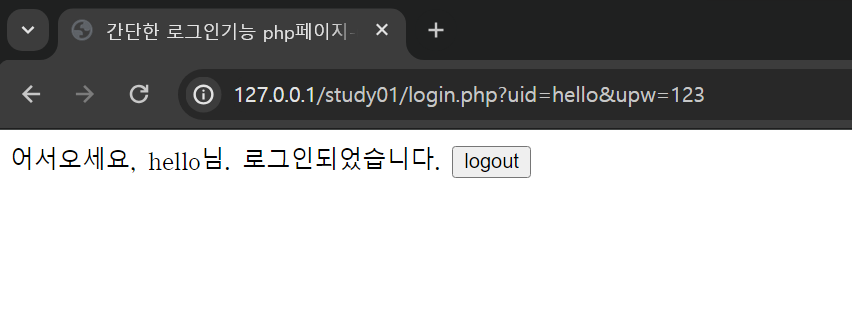 간단한 로그인기능 php페이지-
127.0.0.1/study01/login.php?uid=hello&upw=123
어서오세요, hello님. 로그인되었습니다. logout